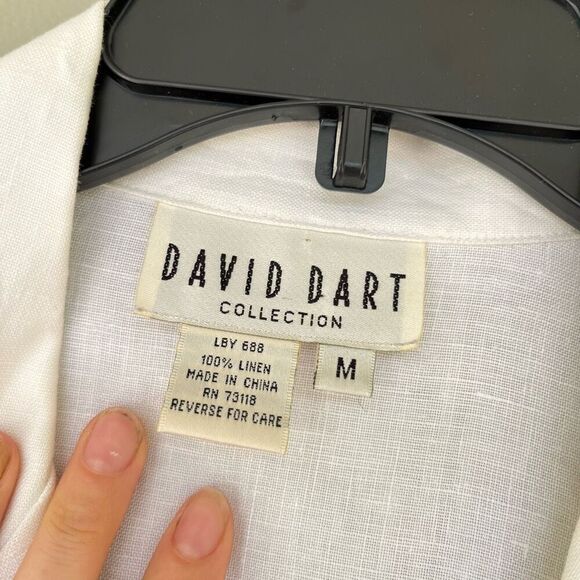 DAVID DART
COLLECTION
LBY 688
100% LINEN
MADE IN CHINA
RN 73118
REVERSE FOR CARE
M